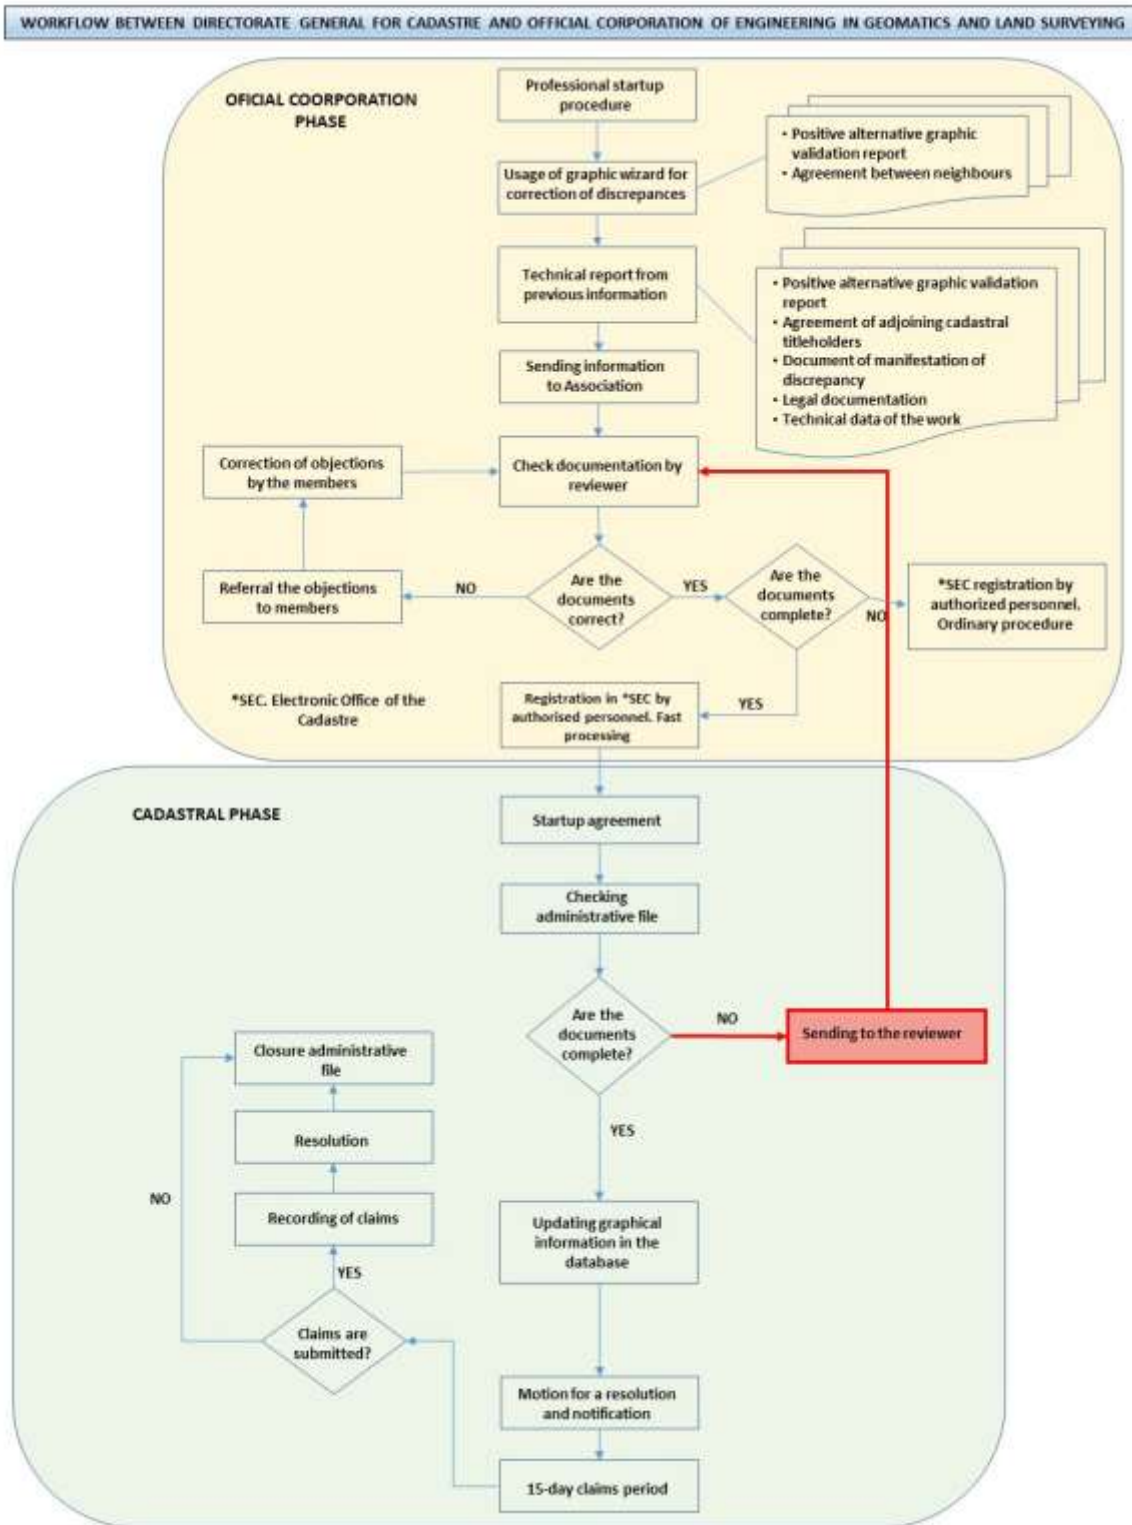 WORKFLOW BETWEEN DIRECTORATE GENERAL FOR CADASTRE AND OFFICIAL CORPORATION OF ENGINEERING IN GEOMATICS AND LAND SURVEYING
OFICIAL COORPORATION
PHASE
Professional startup
procedure
• Positive alternative graphic
validation report
• Agreement between neighbours
Usage of graphic wizard for
correction of discrepances
Technical report from
previous information
• Positive alternative graphic validation
report
• Agreement of adjoining cadastral
titleholders
• Document of manifestation of
discrepancy
• Legal documentation
• Technical data of the work
Sending information
to Association
Correction of objections
by the members
Check documentation by
reviewer
Referral the objections
to members
NO
Are the
documents
correct?
YES
Are the
documents
complete?
NO
*SEC registration by
authorized personnel.
Ordinary procedure
*SEC. Electronic Office of the
Cadastre
Registration in *SEC by
authorised personnel. Fast
processing
YES
CADASTRAL PHASE
Startup agreement
Checking
administrative file
Are the
documents
complete?
NO
Sending to the reviewer
Closure administrative
file
YES
Resolution
NO
Recording of claims
Updating graphical
information in the
database
YES
Claims are
submitted?
Motion for a resolution
and notification
15-day claims period